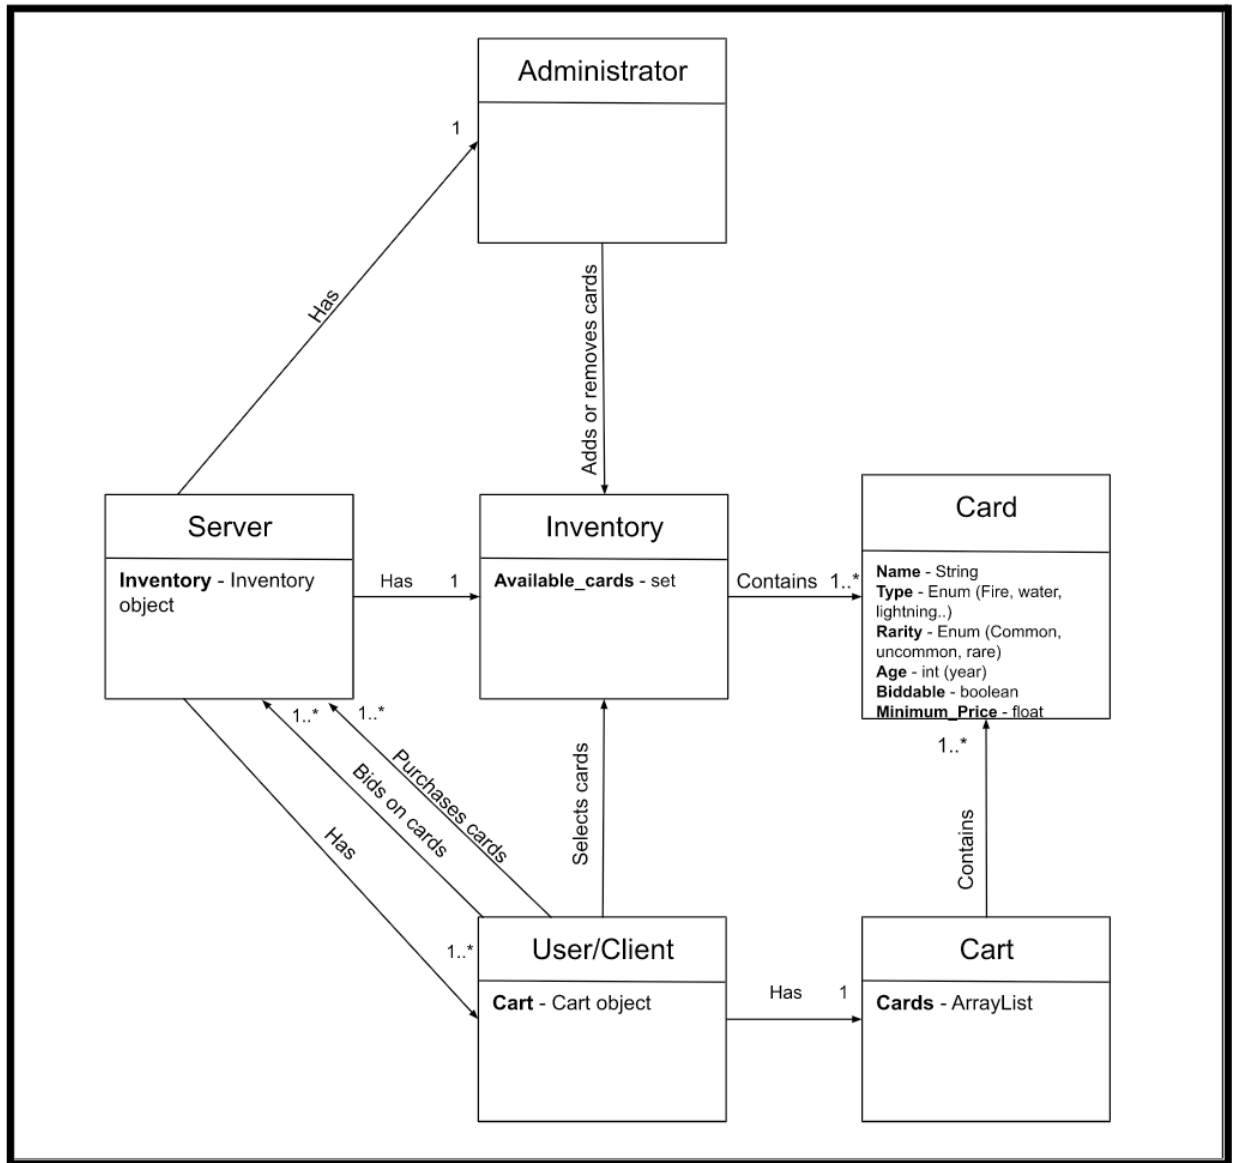 Administrator
1
Has
Adds or removes cards
Server
Inventory - Inventory
object
Has
1
Inventory
Available_cards - set
Contains
1..*
Card
Name - String
Type - Enum (Fire, water,
lightning..)
Rarity - Enum (Common,
uncommon, rare)
Age - int (year)
Biddable - boolean
Minimum_Price - float
1..*
1..*
Purchases cards
Bids on cards
Has
Selects cards
1..*
Contains
1..*
User/Client
Cart - Cart object
Has
1
Cart
Cards - ArrayList